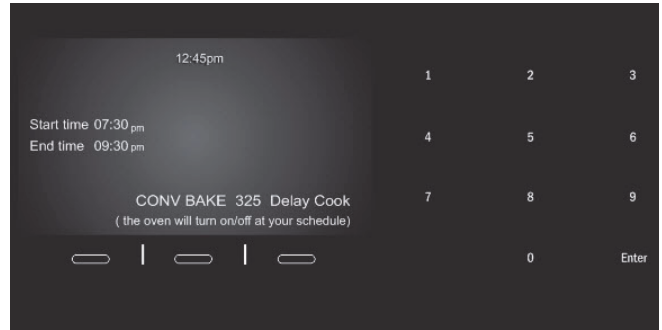 12:45pm
Start time 07:30 pm
End time 09:30 pm
CONV BAKE 325 Delay Cook
( the oven will turn on/off at your schedule)
1 2 3
4 5 6
7 8 9
0 Enter